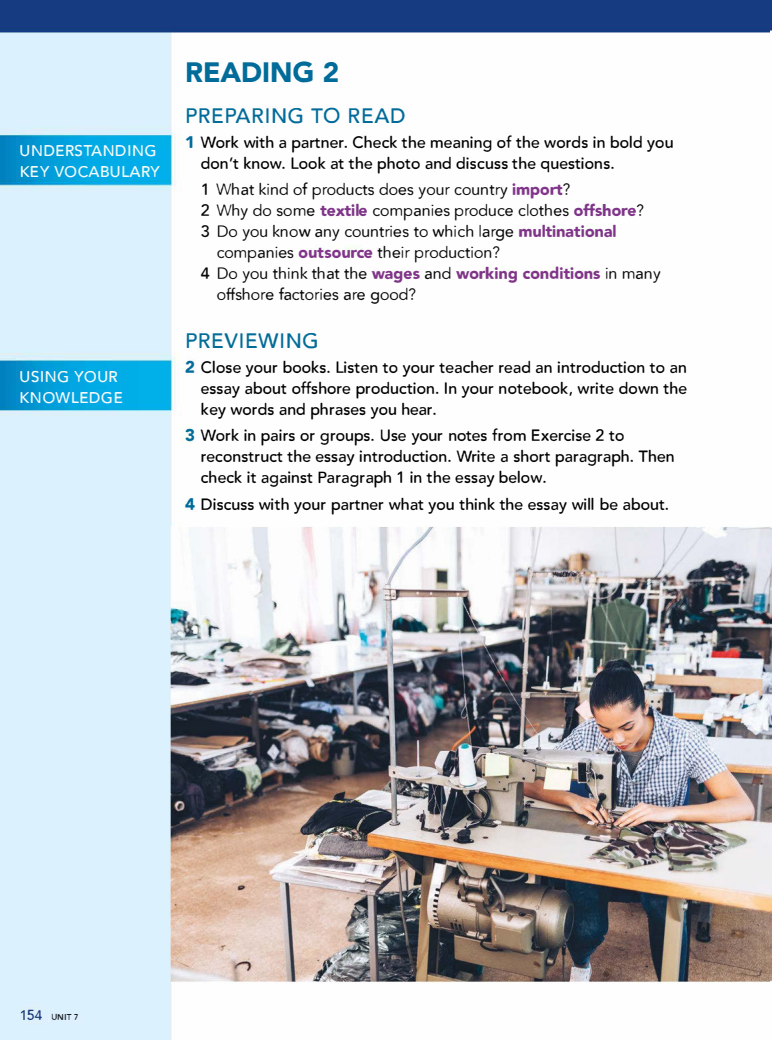 READING 2
PREPARING TO READ
UNDERSTANDING
KEY VOCABULARY
1 Work with a partner. Check the meaning of the words in bold you
don't know. Look at the photo and discuss the questions.
1 What kind of products does your country import?
2 Why do some textile companies produce clothes offshore?
3 Do you know any countries to which large multinational
companies outsource their production?
4 Do you think that the wages and working conditions in many
offshore factories are good?
PREVIEWING
USING YOUR
KNOWLEDGE
2 Close your books. Listen to your teacher read an introduction to an
essay about offshore production. In your notebook, write down the
key words and phrases you hear.
3 Work in pairs or groups. Use your notes from Exercise 2 to
reconstruct the essay introduction. Write a short paragraph. Then
check it against Paragraph 1 in the essay below.
4 Discuss with your partner what you think the essay will be about.
154 UNIT 7